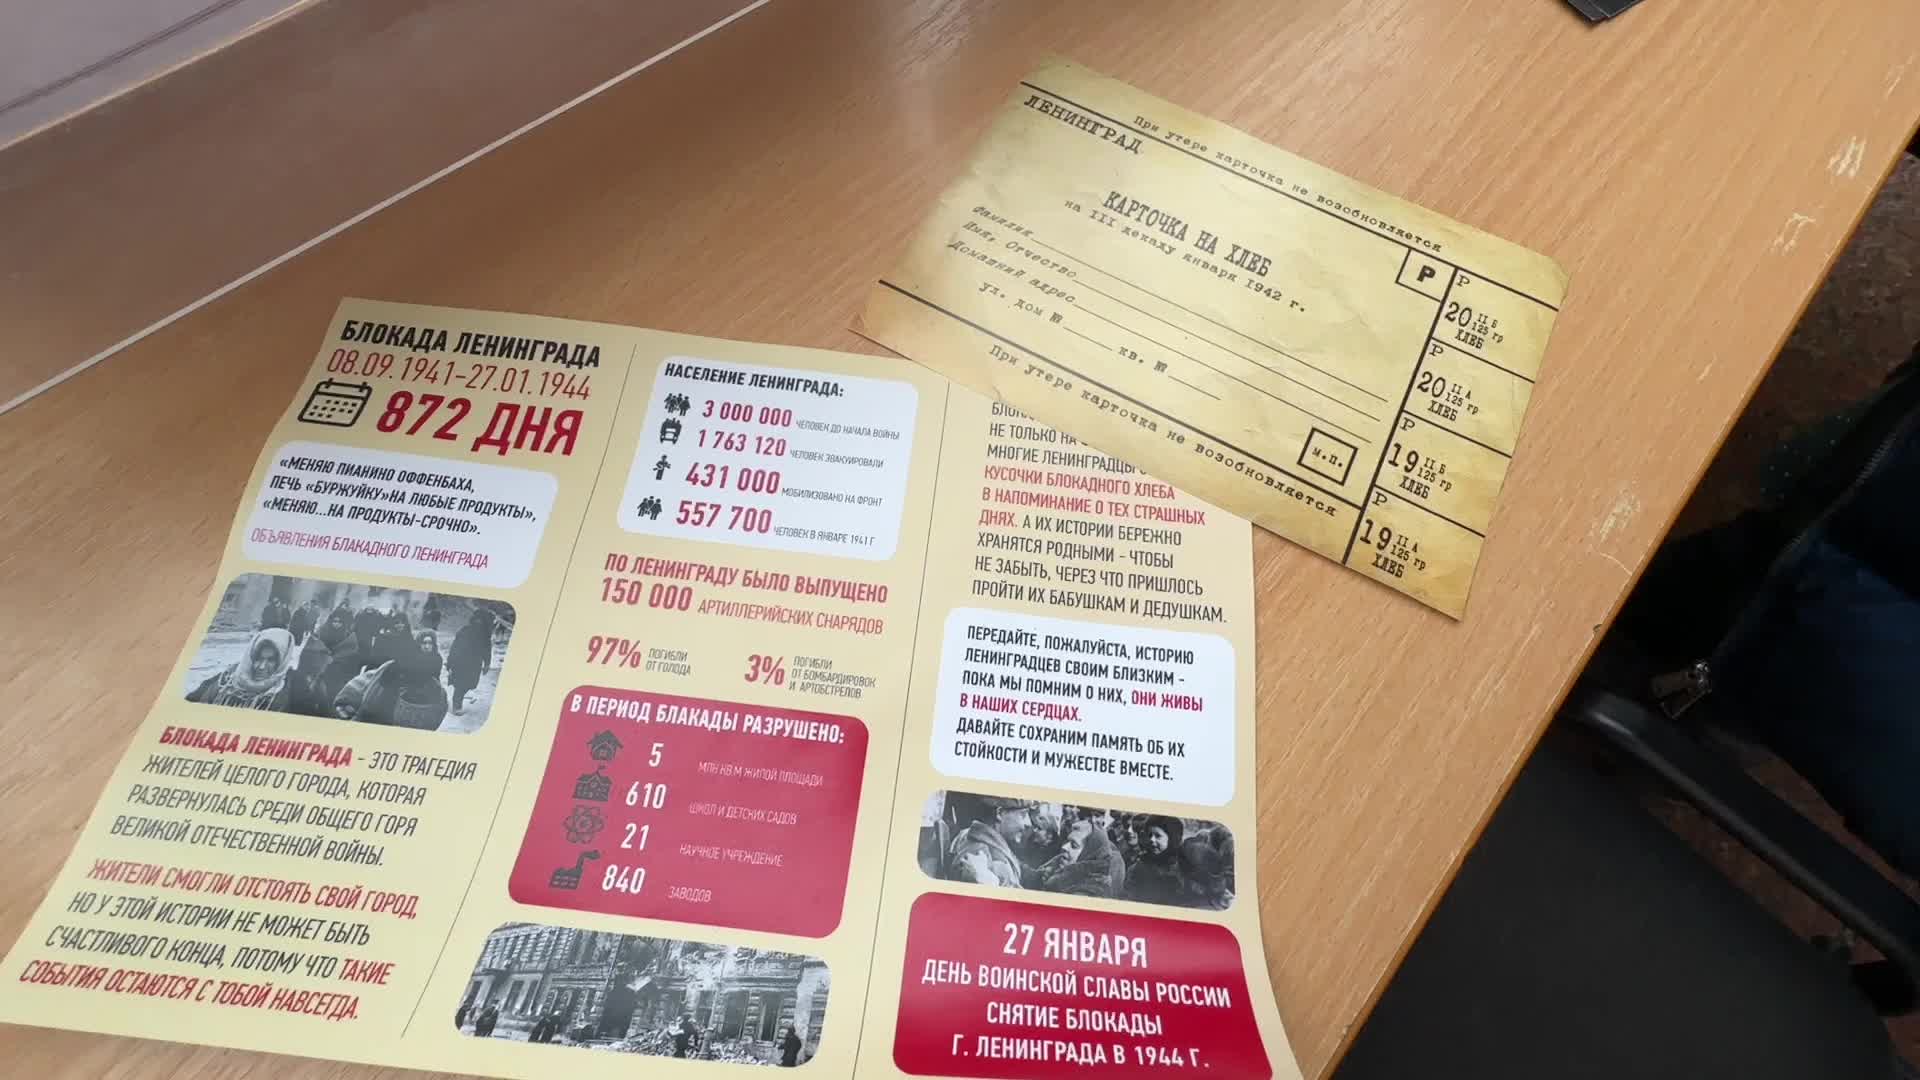 БЛОКАДА ЛЕНИНГРАДА
08.09.1941-27.01.1944
872 ДНЯ
«МЕНЯЮ ПИАНИНО ОФФЕНБАХА,
ПЕЧЬ «БУРЖУЙКУ»НА ЛЮБЫЕ ПРОДУКТЫ»,
«МЕНЯЮ...НА ПРОДУКТЫ-СРОЧНО».
ОБЪЯВЛЕНИЯ БЛАКАДНОГО ЛЕНИНГРАДА
БЛОКАДА ЛЕНИНГРАДА - ЭТО ТРАГЕДИЯ
ЖИТЕЛЕЙ ЦЕЛОГО ГОРОДА, КОТОРАЯ
РАЗВЕРНУЛАСЬ СРЕДИ ОБЩЕГО ГОРЯ
ВЕЛИКОЙ ОТЕЧЕСТВЕННОЙ ВОЙНЫ.
ЖИТЕЛИ СМОГЛИ ОТСТОЯТЬ СВОЙ ГОРОД,
НО У ЭТОЙ ИСТОРИИ НЕ МОЖЕТ БЫТЬ
СЧАСТЛИВОГО КОНЦА, ПОТОМУ ЧТО ТАКИЕ
СОБЫТИЯ ОСТАЮТСЯ С ТОБОЙ НАВСЕГДА.
НАСЕЛЕНИЕ ЛЕНИНГРАДА:
3 000 000 ЧЕЛОВЕК ДО НАЧАЛА ВОЙНЫ
1 763 120 ЧЕЛОВЕК ЭВАКУИРОВАЛИ
431 000 МОБИЛИЗОВАНО НА ФРОНТ
557 700 ЧЕЛОВЕК В ЯНВАРЕ 1941 Г
ПО ЛЕНИНГРАДУ БЫЛО ВЫПУЩЕНО
150 000 АРТИЛЛЕРИЙСКИХ СНАРЯДОВ
97% ПОГИБЛИ
ОТ ГОЛОДА
3% ПОГИБЛИ
ОТ БОМБАРДИРОВОК
И АРТОБСТРЕЛОВ
В ПЕРИОД БЛАКАДЫ РАЗРУШЕНО:
5 МЛН КВ.М ЖИЛОЙ ПЛОЩАДИ
610 ШКОЛ И ДЕТСКИХ САДОВ
21 НАУЧНОЕ УЧРЕЖДЕНИЕ
840 ЗАВОДОВ
НЕ ТОЛЬКО НА
МНОГИЕ ЛЕНИНГРАДЦЫ
КУСОЧКИ БЛОКАДНОГО ХЛЕБА
В НАПОМИНАНИЕ О ТЕХ СТРАШНЫХ
ДНЯХ. А ИХ ИСТОРИИ БЕРЕЖНО
ХРАНЯТСЯ РОДНЫМИ - ЧТОБЫ
НЕ ЗАБЫТЬ, ЧЕРЕЗ ЧТО ПРИШЛОСЬ
ПРОЙТИ ИХ БАБУШКАМ И ДЕДУШКАМ.
ПЕРЕДАЙТЕ, ПОЖАЛУЙСТА, ИСТОРИЮ
ЛЕНИНГРАДЦЕВ СВОИМ БЛИЗКИМ -
ПОКА МЫ ПОМНИМ О НИХ, ОНИ ЖИВЫ
В НАШИХ СЕРДЦАХ.
ДАВАЙТЕ СОХРАНИМ ПАМЯТЬ ОБ ИХ
СТОЙКОСТИ И МУЖЕСТВЕ ВМЕСТЕ.
27 ЯНВАРЯ
ДЕНЬ ВОИНСКОЙ СЛАВЫ РОССИИ
СНЯТИЕ БЛОКАДЫ
Г. ЛЕНИНГРАДА В 1944 Г.
При утере карточка не возобновляется
ЛЕНИНГРАД
КАРТОЧКА НА ХЛЕБ
на III декаду января 1942 г.
Фамилия
Имя, Отчество
Домашний адрес
ул. дом № кв. №
м.п.
При утере карточка не возобновляется
Р
Р
20 II Б
125 гр
ХЛЕБ
Р
20 II А
125 гр
ХЛЕБ
Р
19 II Б
125 гр
ХЛЕБ
Р
19 II А
125 гр
ХЛЕБ